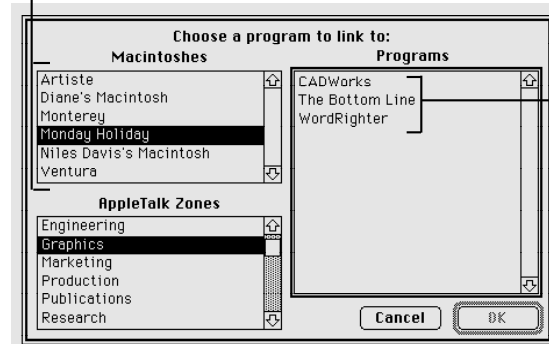 Choose a program to link to:
Macintoshes
Artiste
Diane's Macintosh
Monterey
Monday Holiday
Niles Davis's Macintosh
Ventura
AppleTalk Zones
Engineering
Graphics
Marketing
Production
Publications
Research
Programs
CADWorks
The Bottom Line
WordRighter
Cancel
OK